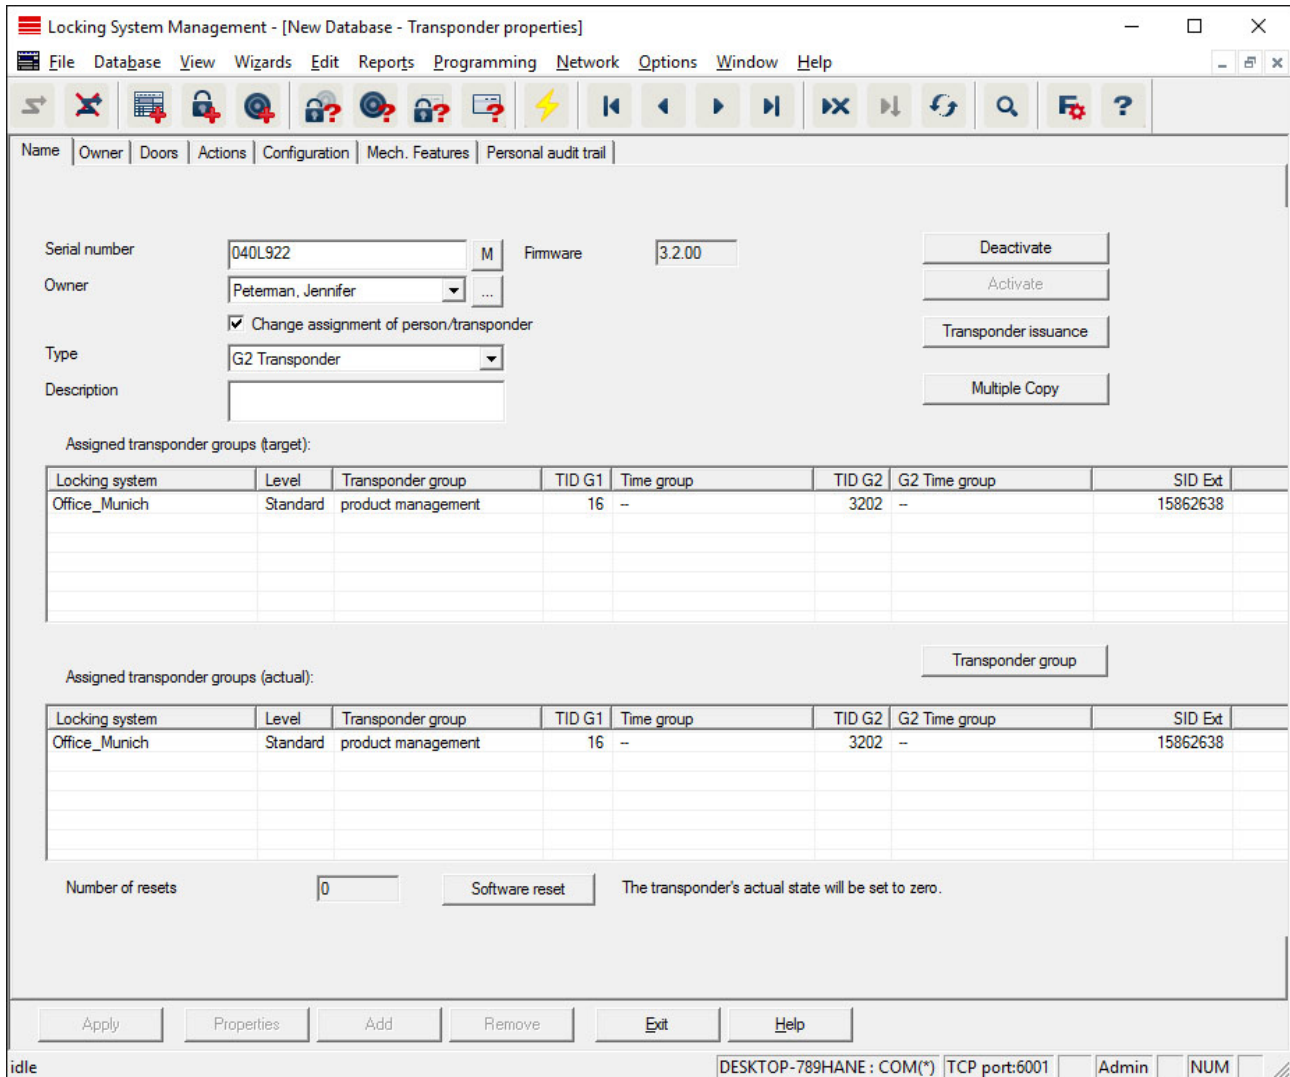 Locking System Management - [New Database - Transponder properties]
File Database View Wizards Edit Reports Programming Network Options Window Help
Name Owner Doors Actions Configuration Mech. Features Personal audit trail
Serial number 040L922 M Firmware 3.2.00 Deactivate
Owner Peterman, Jennifer ... Activate
Change assignment of person/transponder Transponder issuance
Type G2 Transponder
Description Multiple Copy
Assigned transponder groups (target):
Locking system Level Transponder group TID G1 Time group TID G2 G2 Time group SID Ext
Office_Munich Standard product management 16 -- 3202 -- 15862638
Transponder group
Assigned transponder groups (actual):
Locking system Level Transponder group TID G1 Time group TID G2 G2 Time group SID Ext
Office_Munich Standard product management 16 -- 3202 -- 15862638
Number of resets 0 Software reset The transponder's actual state will be set to zero.
Apply Properties Add Remove Exit Help
idle DESKTOP-789HANE : COM(*) TCP port:6001 Admin NUM